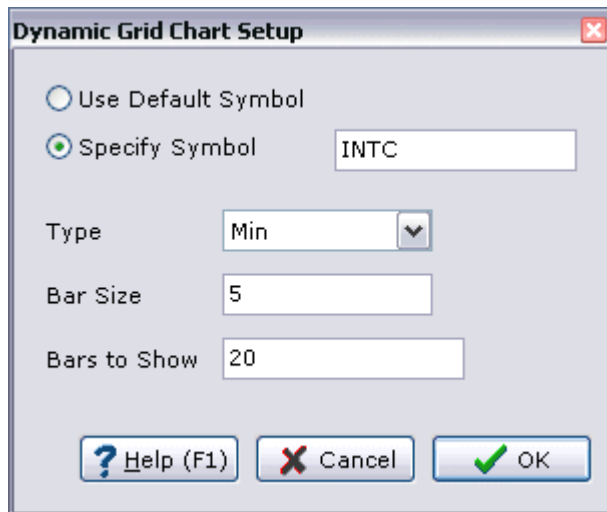 Dynamic Grid Chart Setup
Use Default Symbol
Specify Symbol INTC
Type Min
Bar Size 5
Bars to Show 20
? Help (F1) Cancel OK